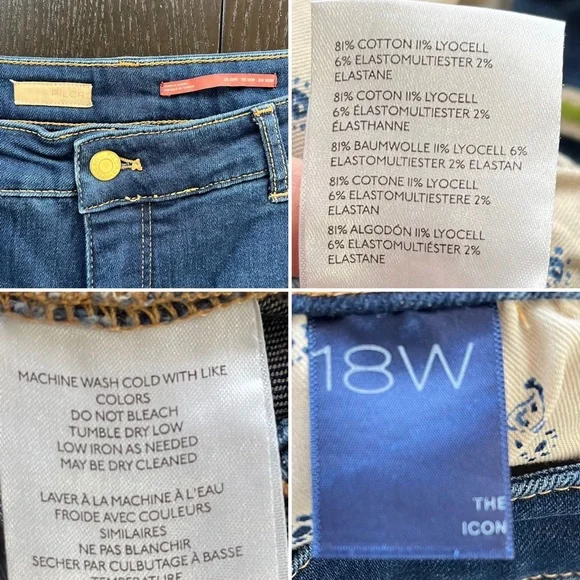 PILCRO
81% COTTON 11% LYOCELL
6% ELASTOMULTIESTER 2%
ELASTANE
81% COTON 11% LYOCELL
6% ÉLASTOMULTIESTER 2%
ÉLASTHANNE
81% BAUMWOLLE 11% LYOCELL 6%
ELASTOMULTIESTER 2% ELASTAN
81% COTONE 11% LYOCELL
6% ELASTOMULTIESTERE 2%
ELASTAN
81% ALGODÓN 11% LYOCELL
6% ELASTOMULTIÉSTER 2%
ELASTANE
MACHINE WASH COLD WITH LIKE
COLORS
DO NOT BLEACH
TUMBLE DRY LOW
LOW IRON AS NEEDED
MAY BE DRY CLEANED
LAVER À LA MACHINE À L'EAU
FROIDE AVEC COULEURS
SIMILAIRES
NE PAS BLANCHIR
SECHER PAR CULBUTAGE À BASSE
TEMPÉRATURE
18W
THE
ICON